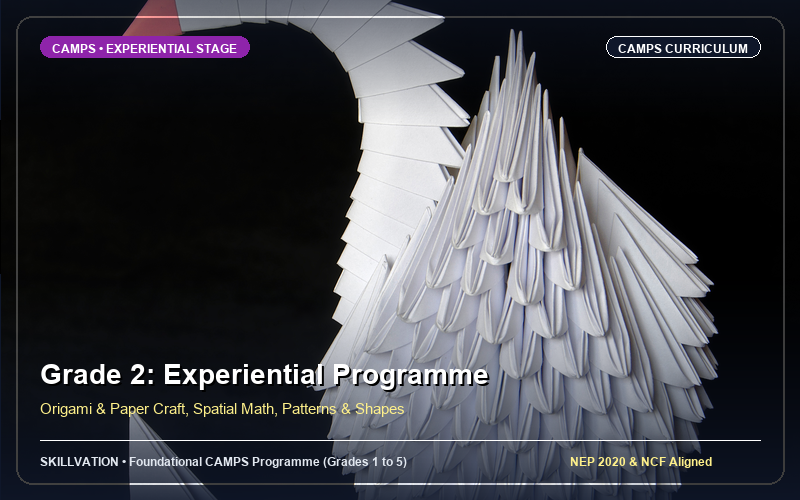 CAMPS • EXPERIENTIAL STAGE
CAMPS CURRICULUM
Grade 2: Experiential Programme
Origami & Paper Craft, Spatial Math, Patterns & Shapes
SKILLVATION • Foundational CAMPS Programme (Grades 1 to 5)
NEP 2020 & NCF Aligned